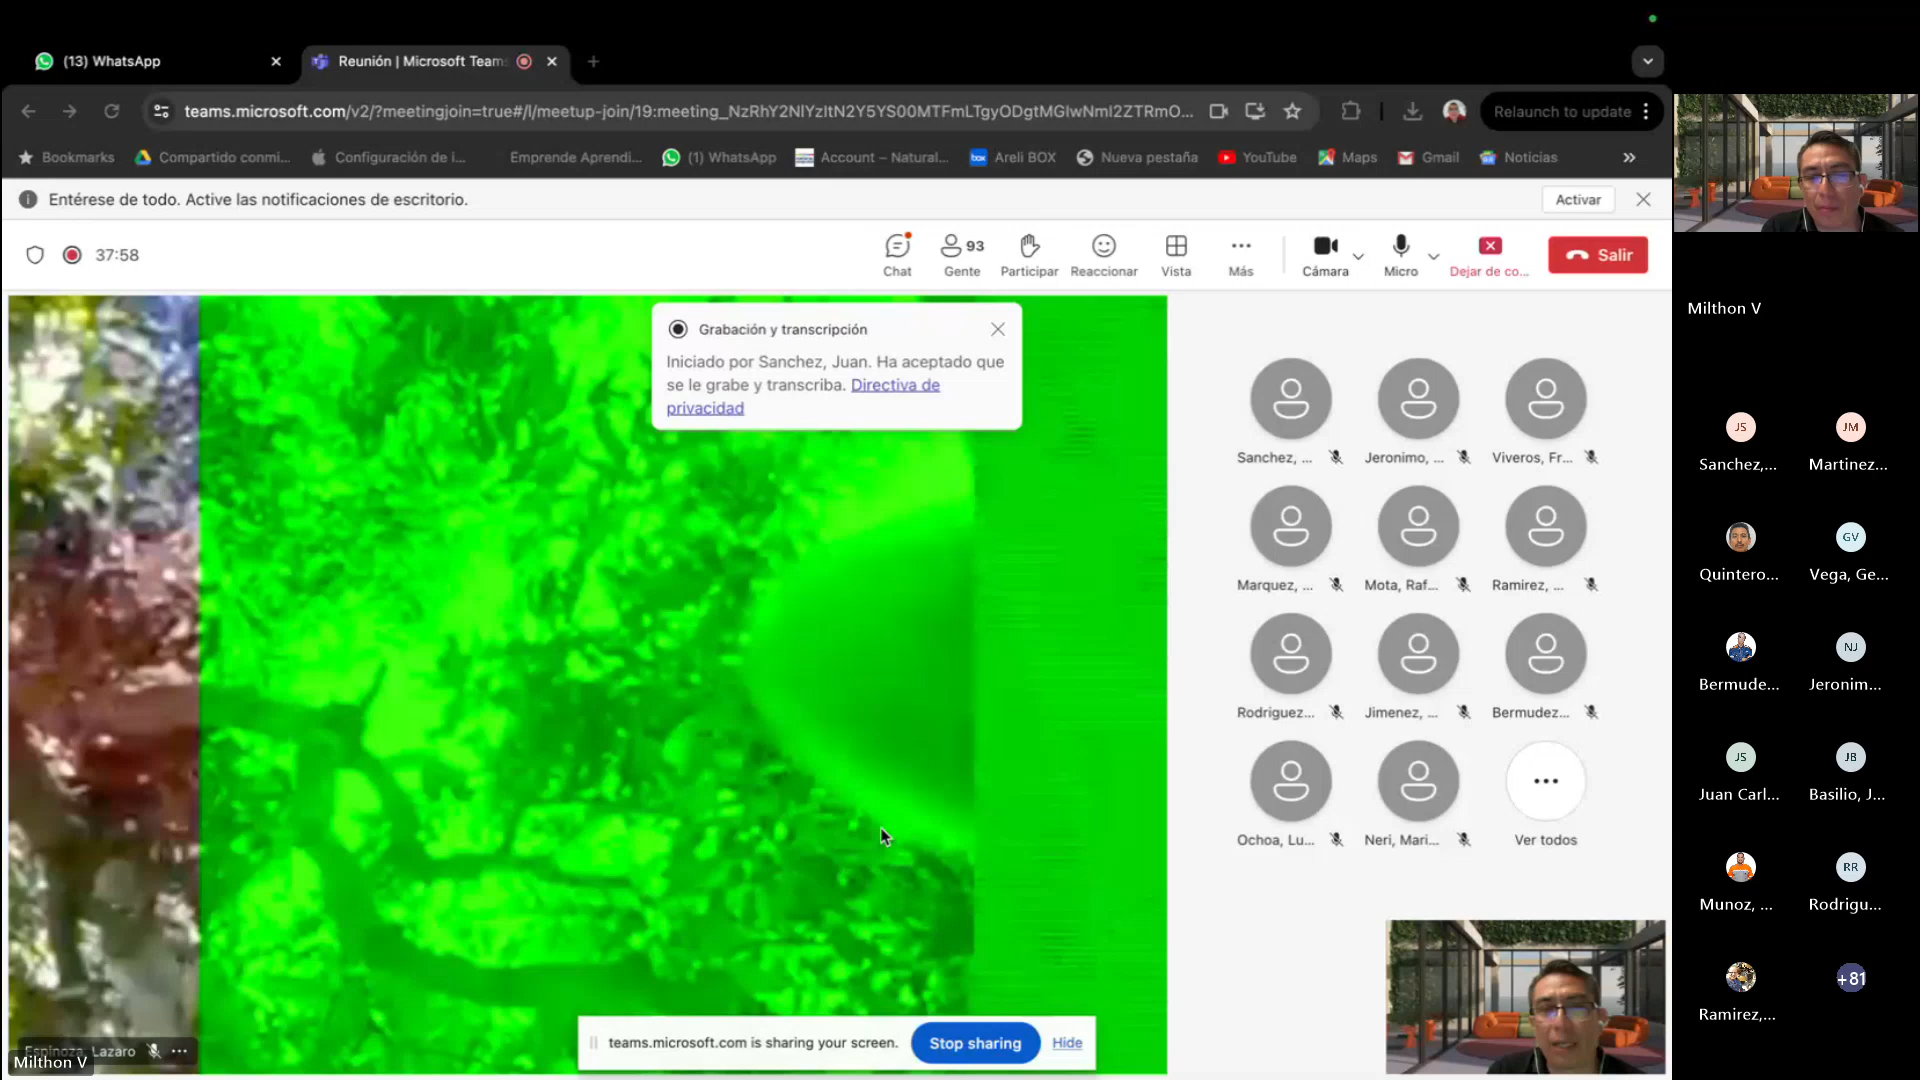 (13) WhatsApp
Reunión | Microsoft Team
teams.microsoft.com/v2/?meetingjoin=true#/l/meetup-join/19:meeting_NzRhY2NlYzItN2Y5YS00MTFmLTgyODgtMGIwNmI2ZTRmO...
Relaunch to update
Bookmarks
Compartido conmi...
Configuración de i...
Emprende Aprendi...
(1) WhatsApp
Account – Natural...
box Areli BOX
Nueva pestaña
YouTube
Maps
Gmail
Noticias
Entérese de todo. Active las notificaciones de escritorio.
Activar
37:58
Chat
93
Gente
Participar
Reaccionar
Vista
Más
Cámara
Micro
Dejar de co...
Salir
Grabación y transcripción
Iniciado por Sanchez, Juan. Ha aceptado que
se le grabe y transcriba. Directiva de
privacidad
Sanchez, ...
Jeronimo, ...
Viveros, Fr...
Marquez, ...
Mota, Raf...
Ramirez, ...
Rodriguez...
Jimenez, ...
Bermudez...
Ochoa, Lu...
Neri, Mari...
Ver todos
Espinoza, Lazaro
Milthon V
teams.microsoft.com is sharing your screen.
Stop sharing
Hide
Milthon V
JS
Sanchez,...
JM
Martinez...
Quintero...
GV
Vega, Ge...
Bermude...
NJ
Jeronim...
JS
Juan Carl...
JB
Basilio, J...
Munoz, ...
RR
Rodrigu...
Ramirez,...
+81